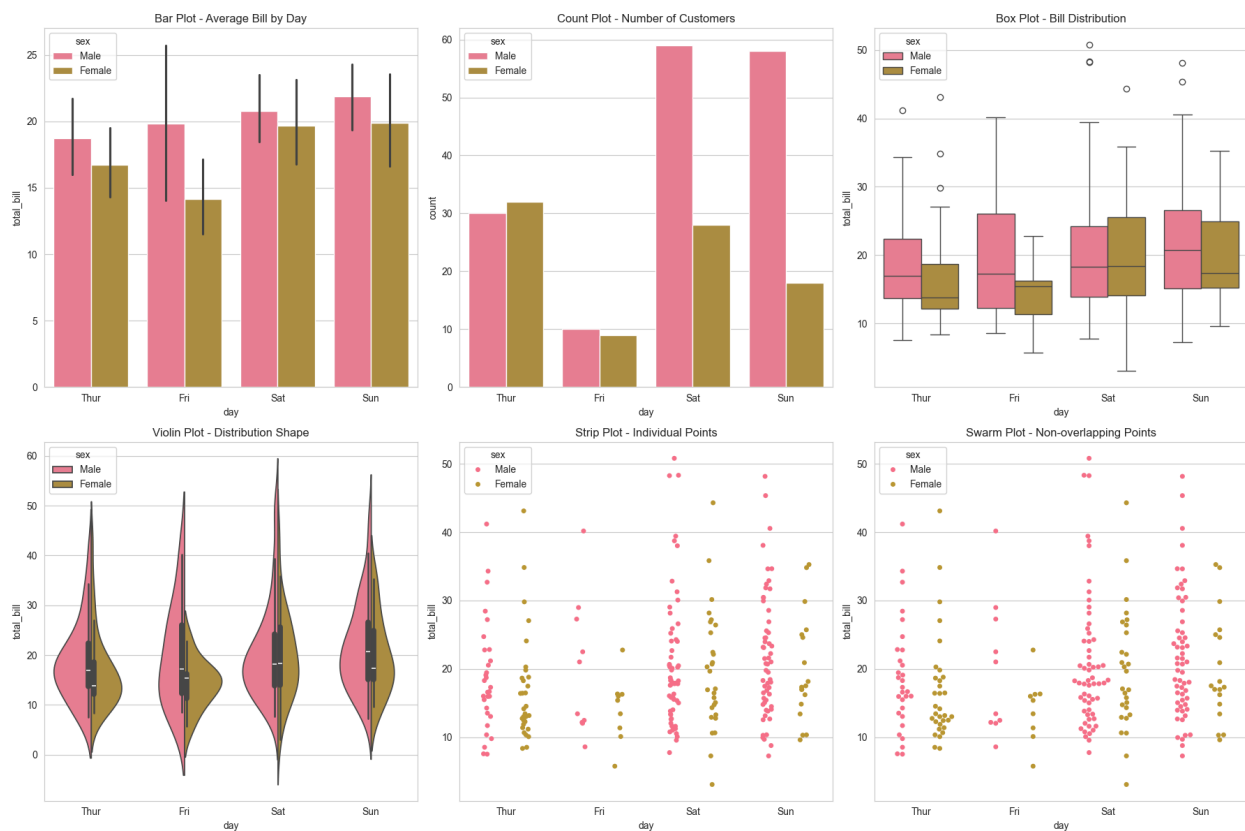 Bar Plot - Average Bill by Day
sex
Male
Female
25
20
15
10
5
0
total_bill
Thur Fri Sat Sun
day
Count Plot - Number of Customers
sex
Male
Female
60
50
40
30
20
10
0
count
Thur Fri Sat Sun
day
Box Plot - Bill Distribution
sex
Male
Female
50
40
30
20
10
total_bill
Thur Fri Sat Sun
day
Violin Plot - Distribution Shape
sex
Male
Female
60
50
40
30
20
10
0
total_bill
Thur Fri Sat Sun
day
Strip Plot - Individual Points
sex
Male
Female
50
40
30
20
10
total_bill
Thur Fri Sat Sun
day
Swarm Plot - Non-overlapping Points
sex
Male
Female
50
40
30
20
10
total_bill
Thur Fri Sat Sun
day